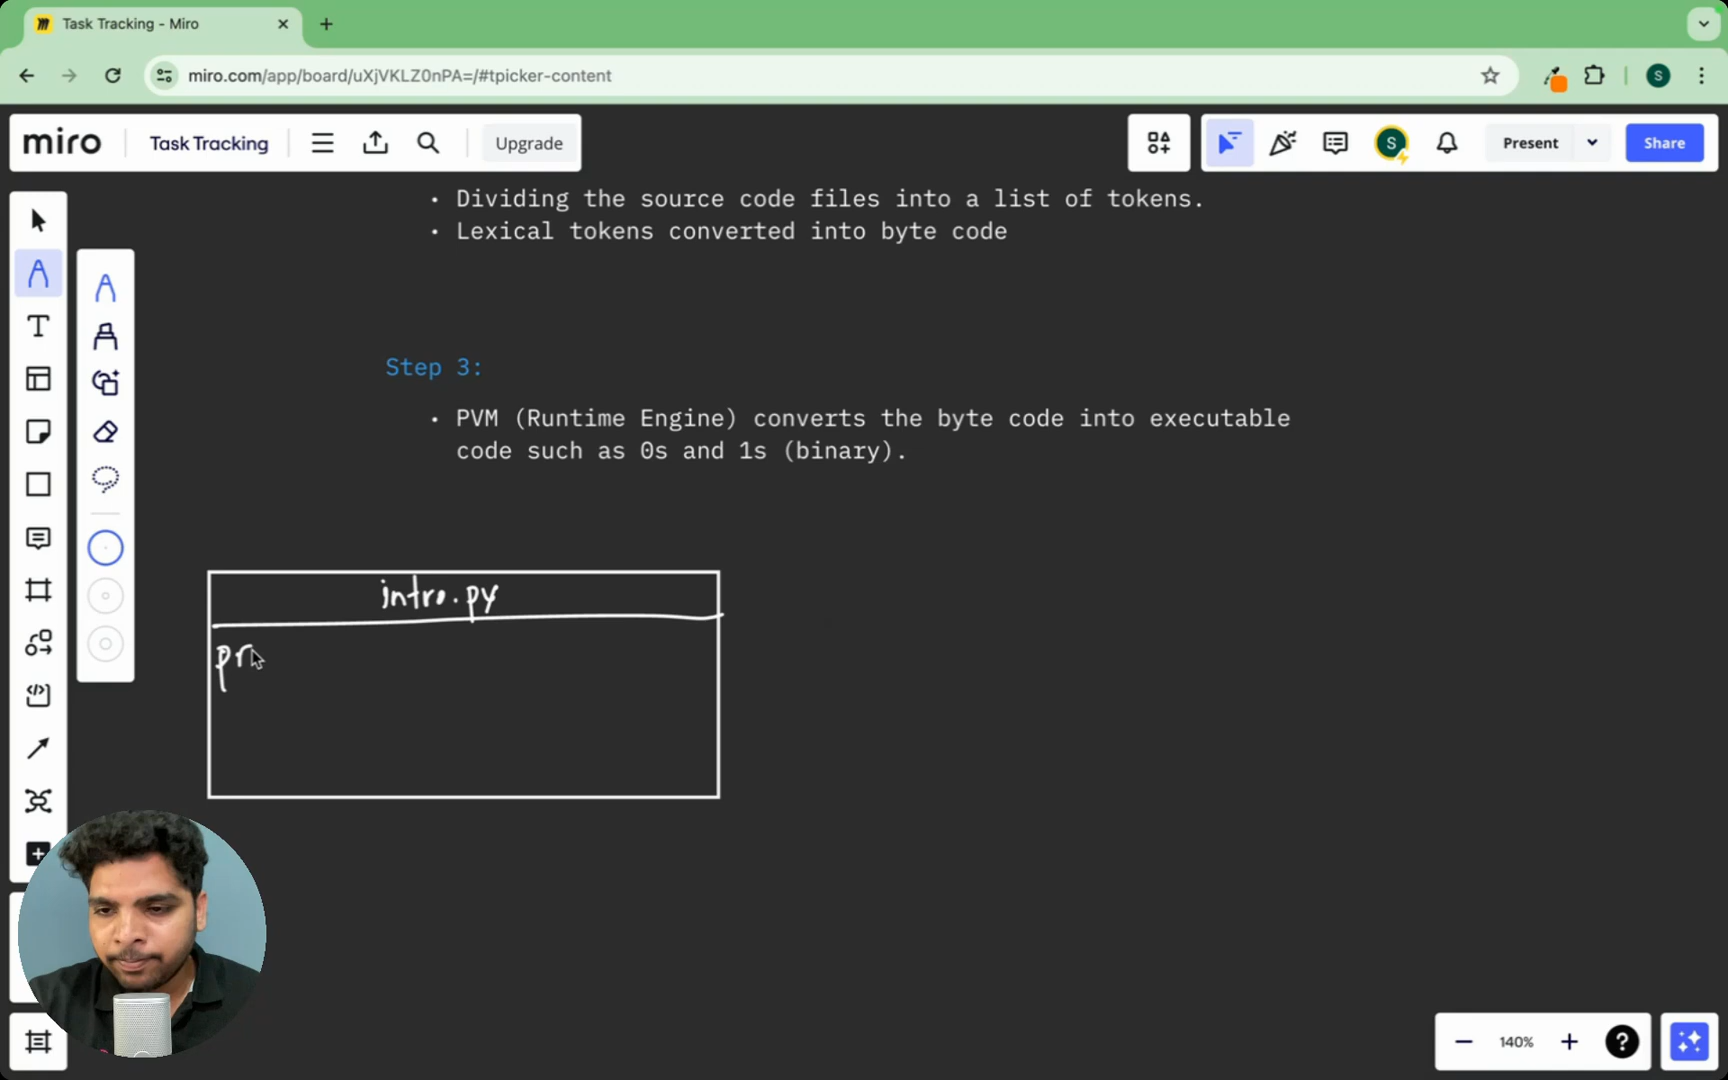 Task Tracking - Miro
miro.com/app/board/uXjVKLZ0nPA=/#tpicker-content
S
miro
Task Tracking
Upgrade
S
Present
Share
• Dividing the source code files into a list of tokens.
• Lexical tokens converted into byte code
Step 3:
• PVM (Runtime Engine) converts the byte code into executable
code such as 0s and 1s (binary).
intro.py
pr
140%